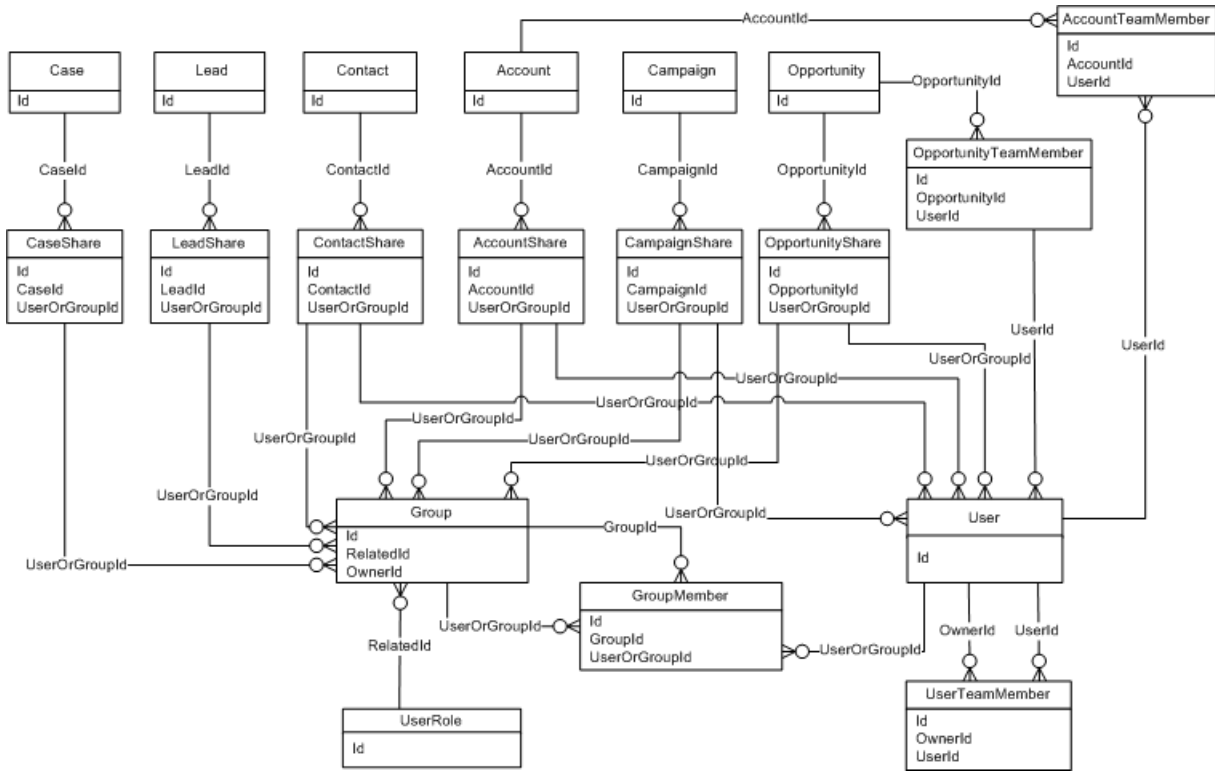 AccountId
AccountTeamMember
Id
AccountId
UserId
Case
Id
Lead
Id
Contact
Id
Account
Id
Campaign
Id
Opportunity
Id
OpportunityId
OpportunityTeamMember
Id
OpportunityId
UserId
CaseId
LeadId
ContactId
AccountId
CampaignId
OpportunityId
CaseShare
Id
CaseId
UserOrGroupId
LeadShare
Id
LeadId
UserOrGroupId
ContactShare
Id
ContactId
UserOrGroupId
AccountShare
Id
AccountId
UserOrGroupId
CampaignShare
Id
CampaignId
UserOrGroupId
OpportunityShare
Id
OpportunityId
UserOrGroupId
UserId
UserId
UserOrGroupId
UserOrGroupId
UserOrGroupId
UserOrGroupId
UserOrGroupId
UserOrGroupId
UserOrGroupId
UserOrGroupId
UserOrGroupId
UserOrGroupId
Group
Id
RelatedId
OwnerId
GroupId
User
Id
GroupMember
Id
GroupId
UserOrGroupId
UserOrGroupId
UserOrGroupId
RelatedId
OwnerId
UserId
UserRole
Id
UserTeamMember
Id
OwnerId
UserId